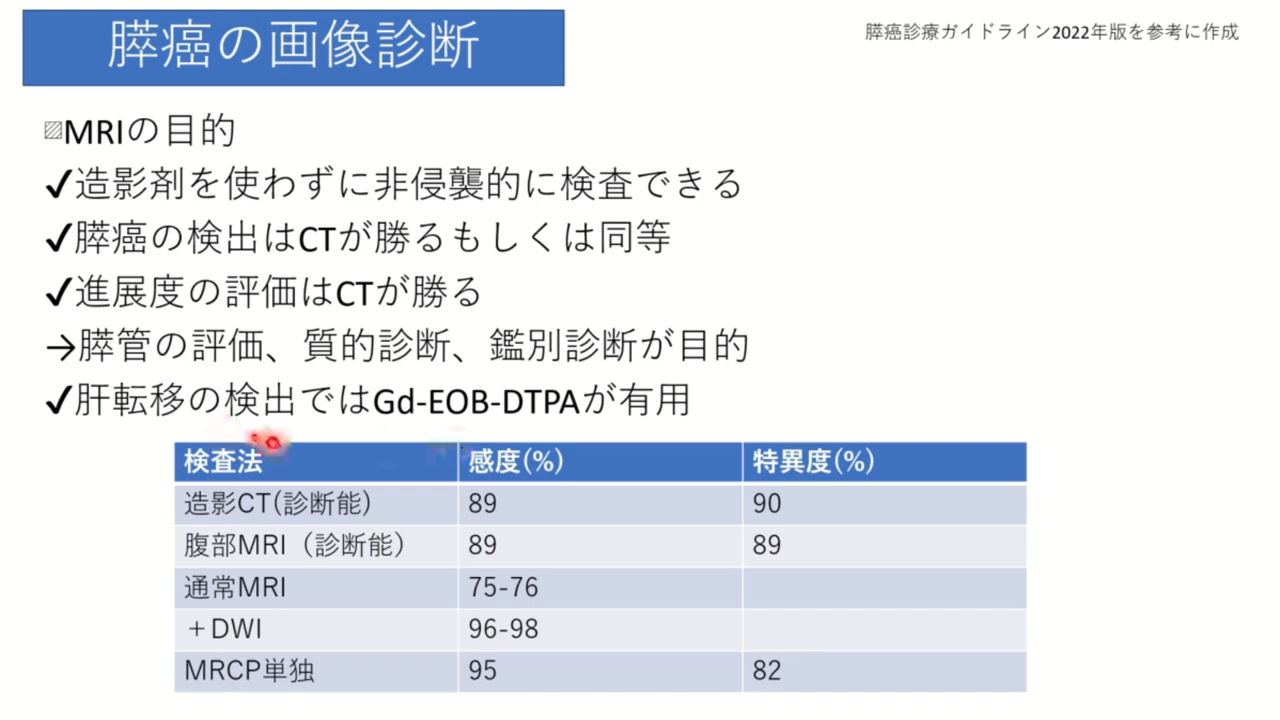 膵癌の画像診断
膵癌診療ガイドライン2022年版を参考に作成
MRIの目的
✓造影剤を使わずに非侵襲的に検査できる
✓膵癌の検出はCTが勝るもしくは同等
✓進展度の評価はCTが勝る
→膵管の評価、質的診断、鑑別診断が目的
✓肝転移の検出ではGd-EOB-DTPAが有用
検査法 感度(%) 特異度(%)
造影CT(診断能) 89 90
腹部MRI（診断能） 89 89
通常MRI 75-76
＋DWI 96-98
MRCP単独 95 82